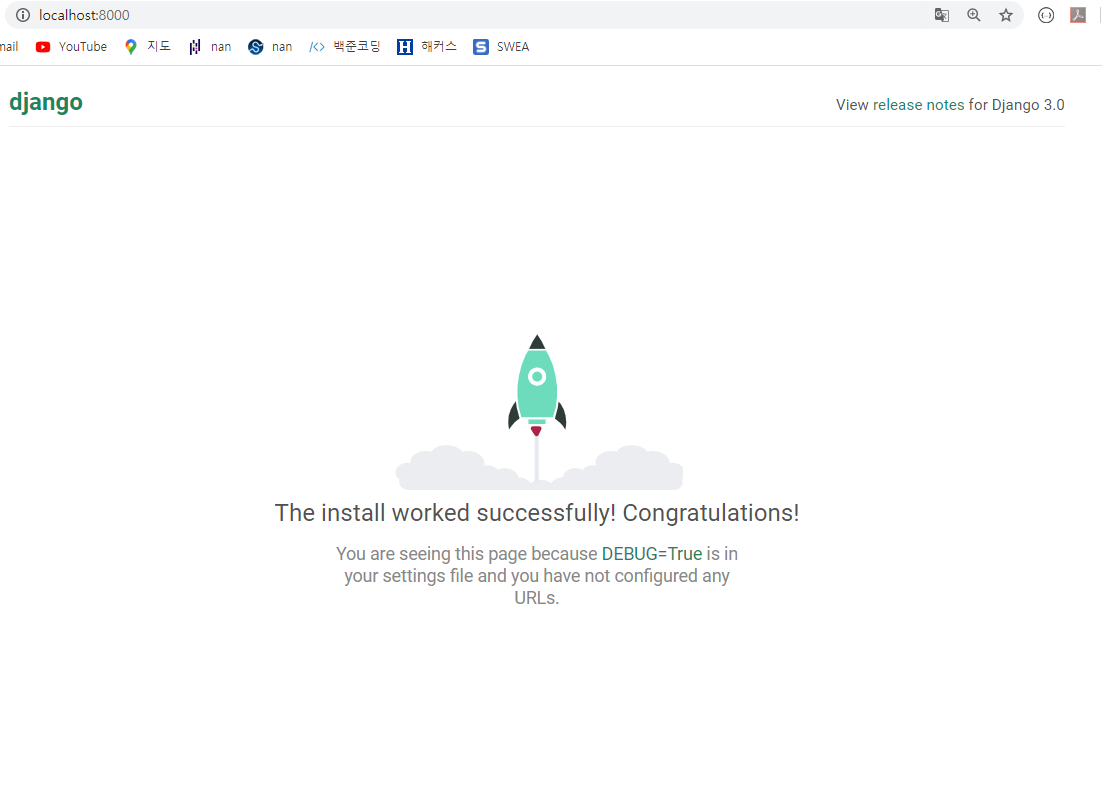 localhost:8000
mail YouTube 지도 nan nan 백준코딩 해커스 SWEA
django
View release notes for Django 3.0
The install worked successfully! Congratulations!
You are seeing this page because DEBUG=True is in
your settings file and you have not configured any
URLs.